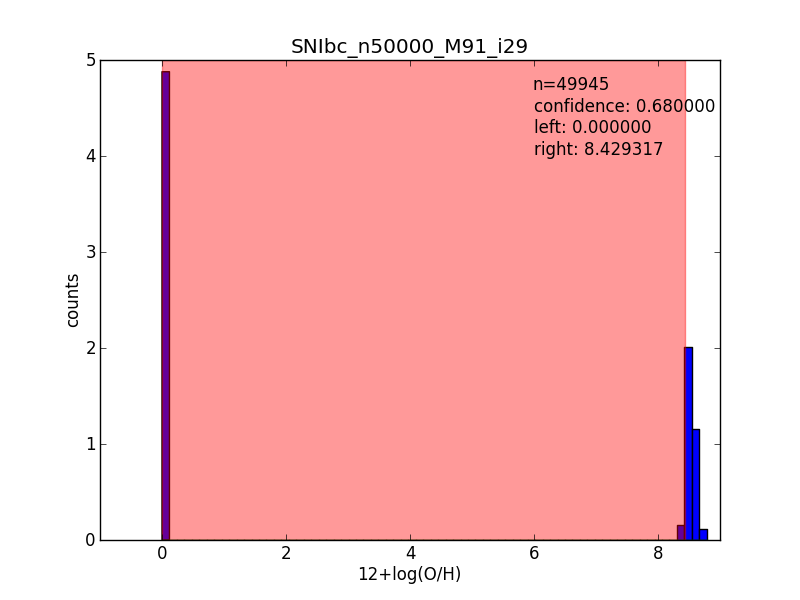 SNIbc_n50000_M91_i29
n=49945
confidence: 0.680000
left: 0.000000
right: 8.429317
5
4
3
2
1
0
counts
0 2 4 6 8
12+log(O/H)